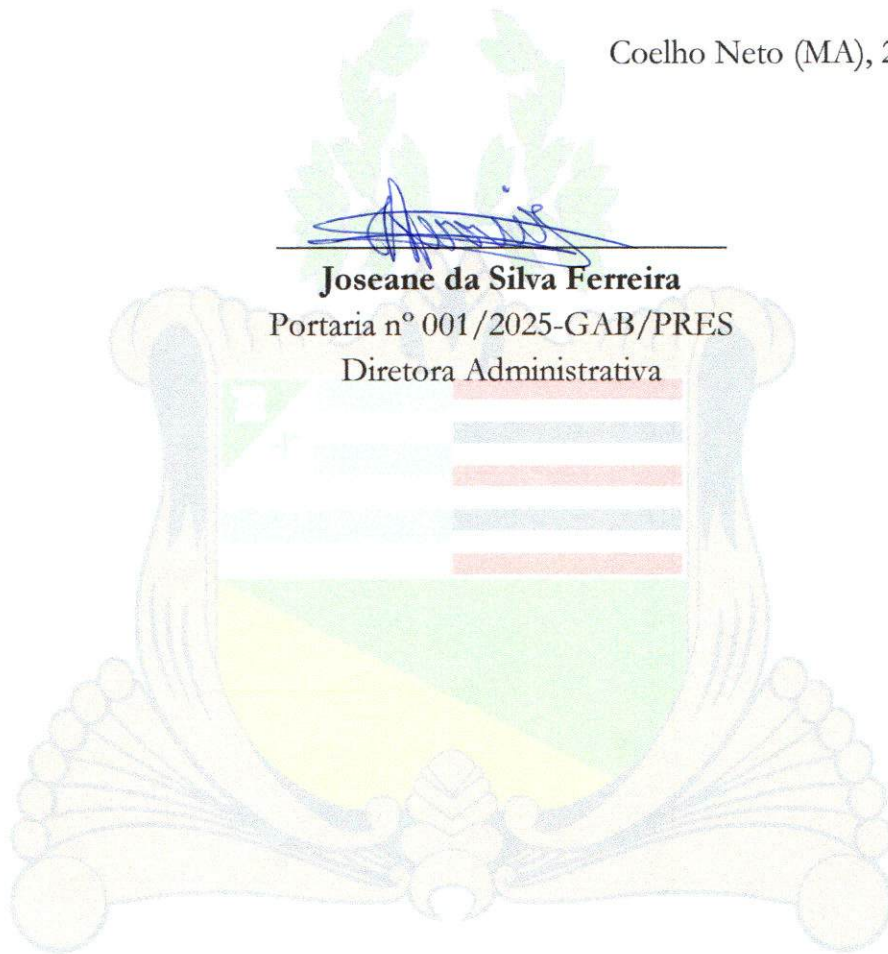 Coelho Neto (MA), 2
Joseane da Silva Ferreira
Portaria nº 001/2025-GAB/PRES
Diretora Administrativa